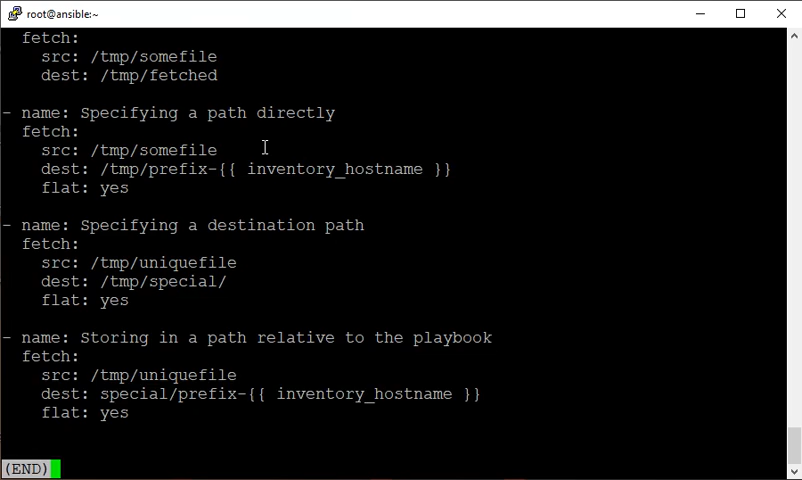 root@ansible:~
fetch:
src: /tmp/somefile
dest: /tmp/fetched
- name: Specifying a path directly
fetch:
src: /tmp/somefile
dest: /tmp/prefix-{{ inventory_hostname }}
flat: yes
- name: Specifying a destination path
fetch:
src: /tmp/uniquefile
dest: /tmp/special/
flat: yes
- name: Storing in a path relative to the playbook
fetch:
src: /tmp/uniquefile
dest: special/prefix-{{ inventory_hostname }}
flat: yes
(END)